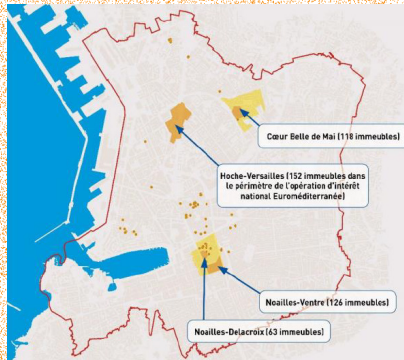 Cœur Belle de Mai (118 immeubles)
Hoche-Versailles (152 immeubles dans
le périmètre de l'opération d'intérêt
national Euroméditerranée)
Noailles-Ventre (126 immeubles)
Noailles-Delacroix (63 immeubles)